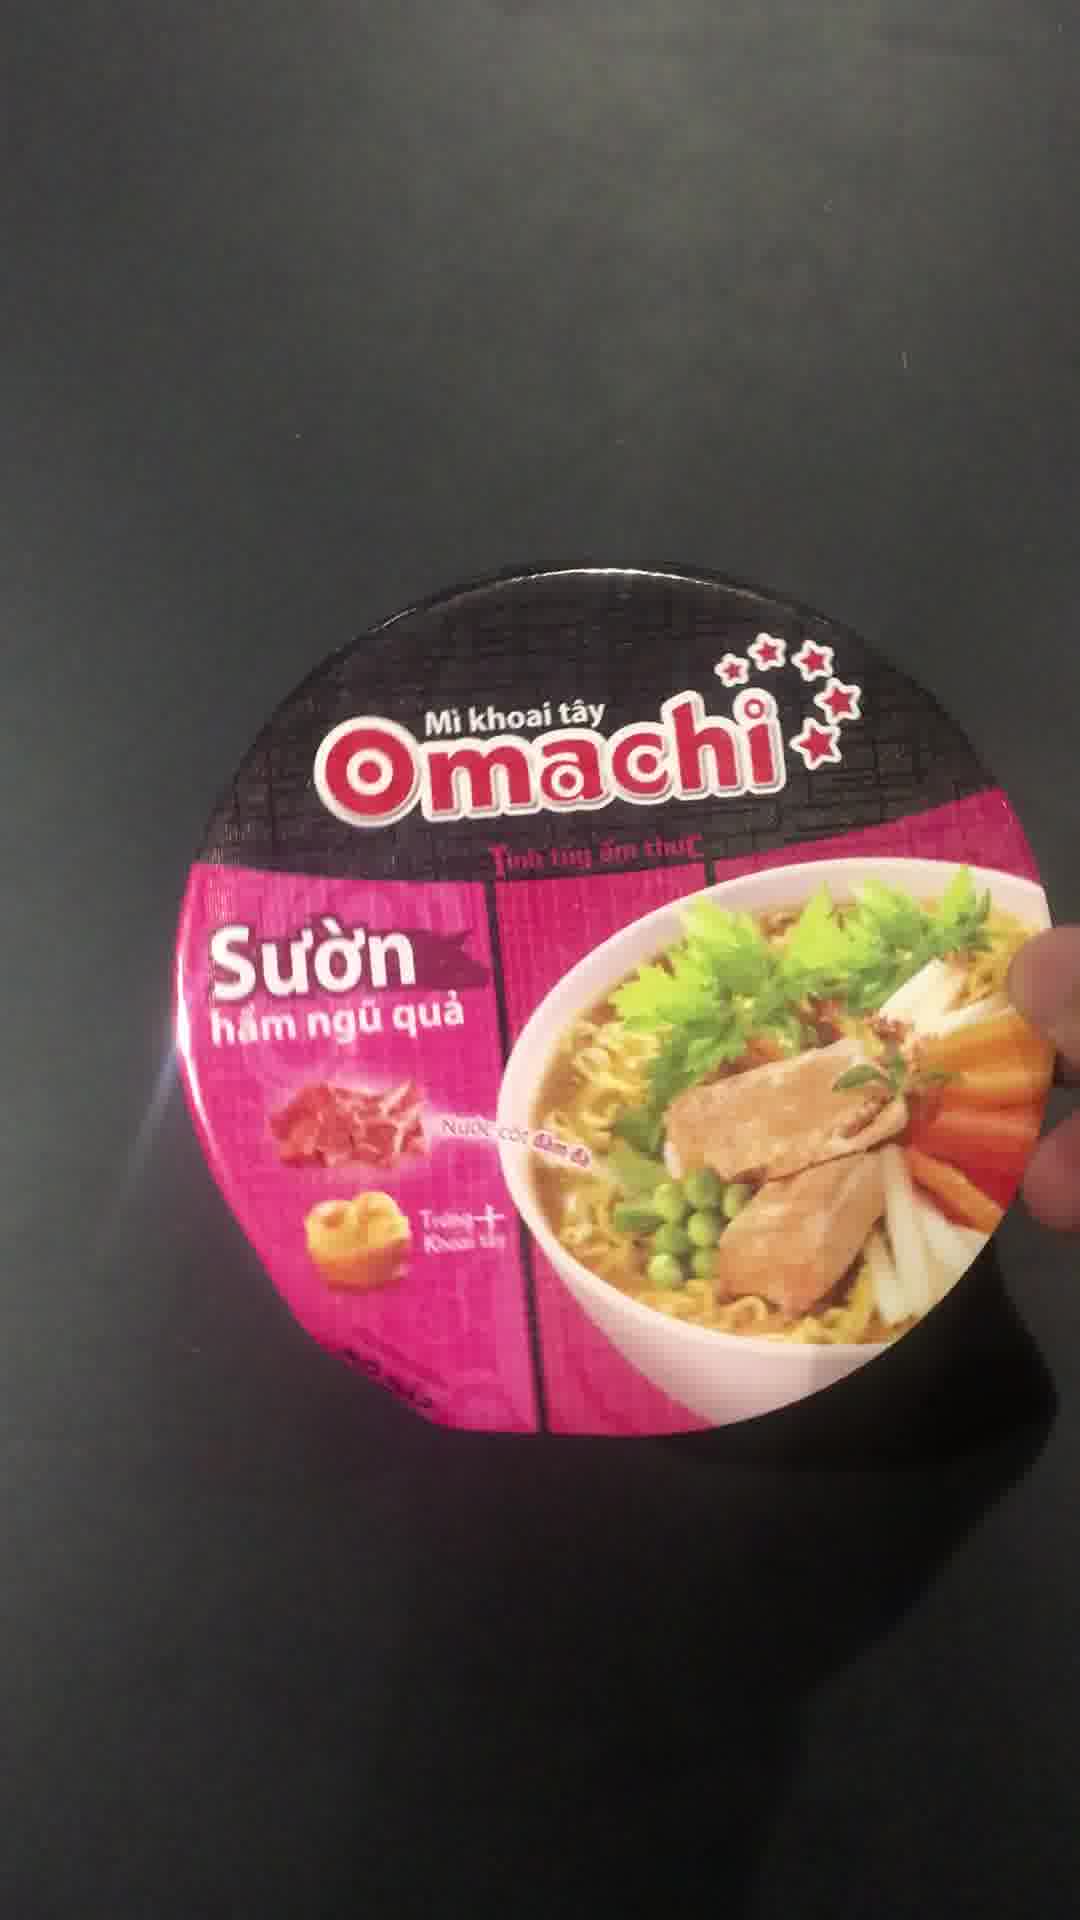 Mì khoai tây
Omachi
Tinh túy ẩm thực
Sườn
hầm ngũ quả
Nước cốt đậm đà
Trứng+
Khoai tây